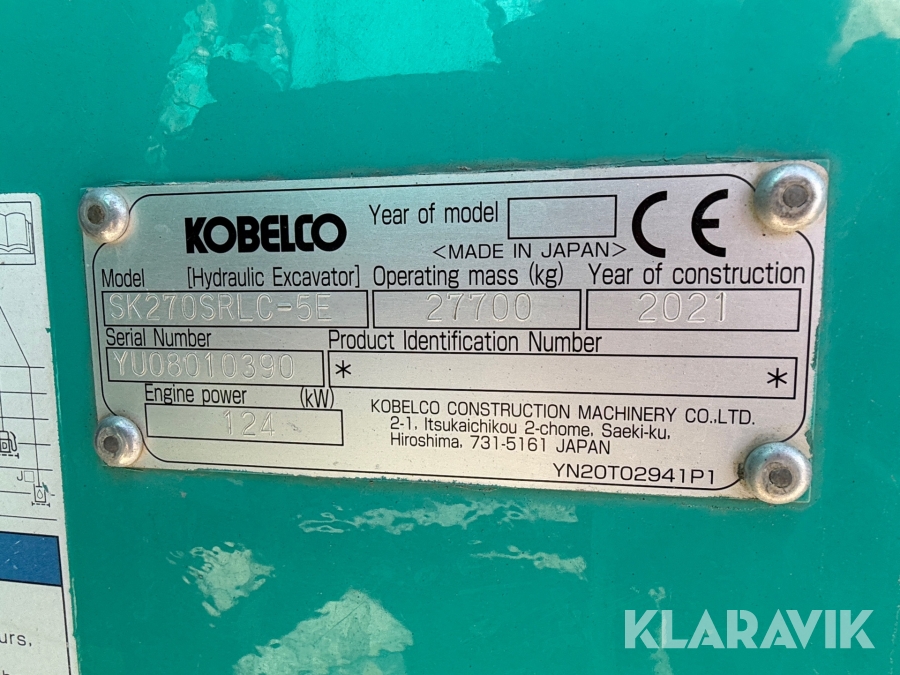 KOBELCO
Year of model
<MADE IN JAPAN>
CE
Model [Hydraulic Excavator] Operating mass (kg) Year of construction
SK270SRLC-5E 27700 2021
Serial Number Product Identification Number
YU08010390 * *
Engine power (kW)
124
KOBELCO CONSTRUCTION MACHINERY CO.,LTD.
2-1, Itsukaichikou 2-chome, Saeki-ku,
Hiroshima, 731-5161 JAPAN
YN20T02941P1
J
KLARAVIK